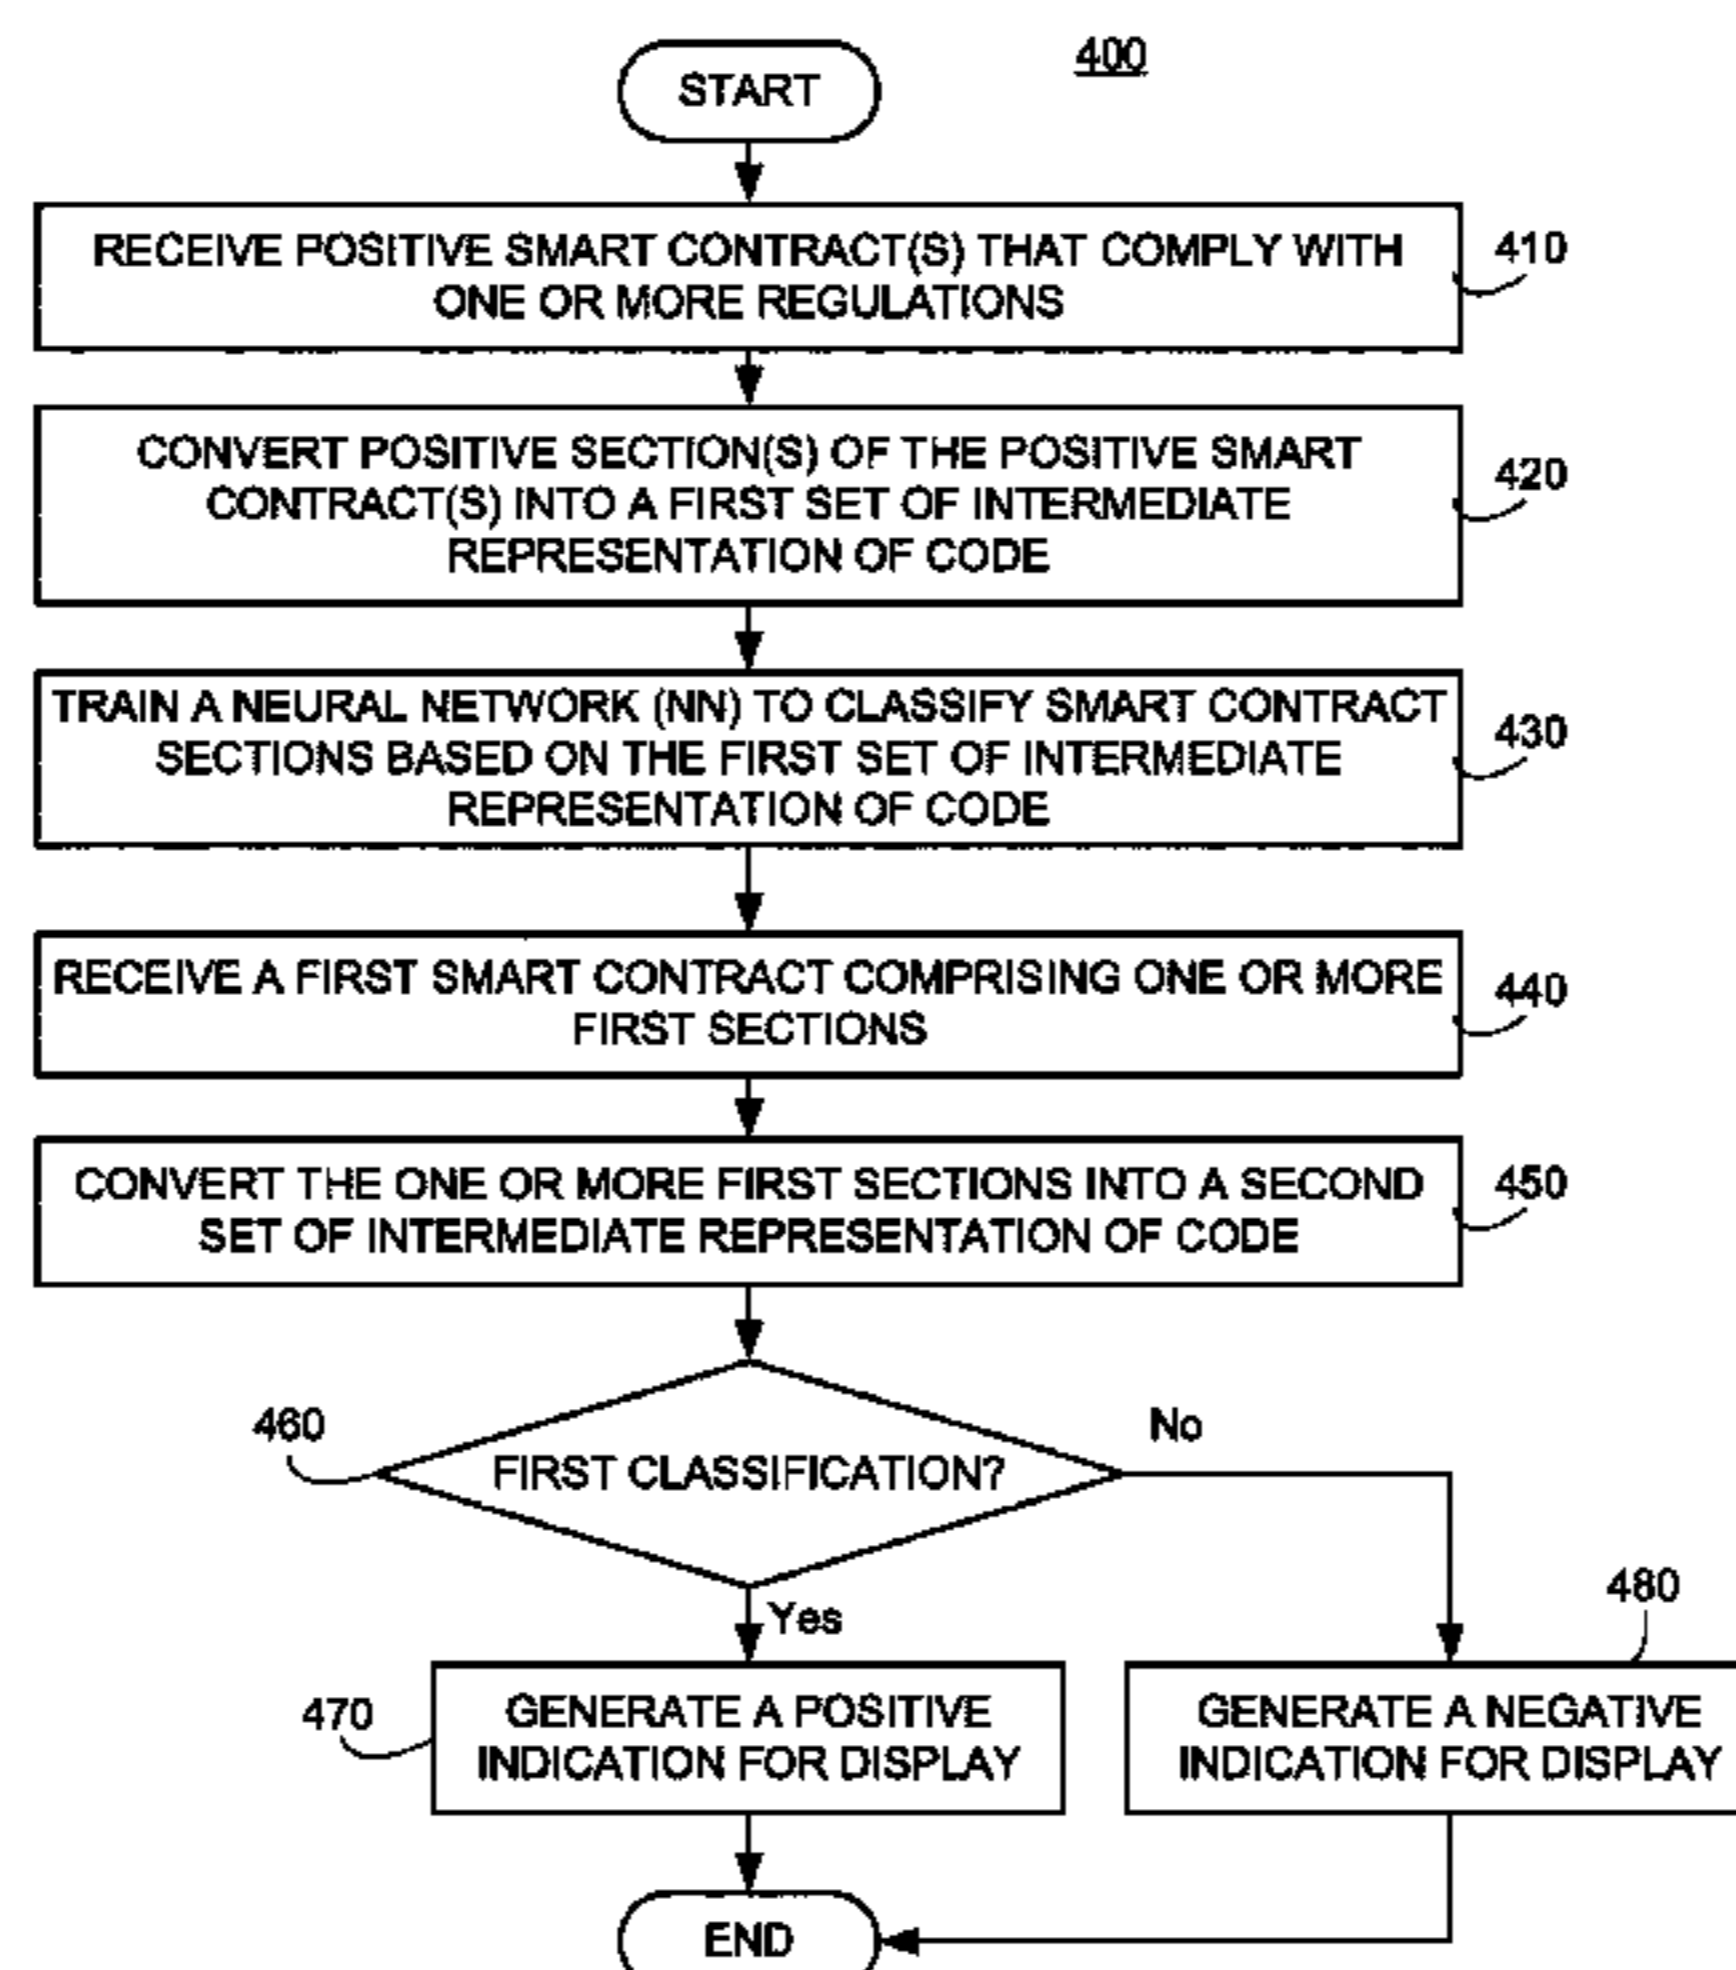 400
START
RECEIVE POSITIVE SMART CONTRACT(S) THAT COMPLY WITH
ONE OR MORE REGULATIONS
410
CONVERT POSITIVE SECTION(S) OF THE POSITIVE SMART
CONTRACT(S) INTO A FIRST SET OF INTERMEDIATE
REPRESENTATION OF CODE
420
TRAIN A NEURAL NETWORK (NN) TO CLASSIFY SMART CONTRACT
SECTIONS BASED ON THE FIRST SET OF INTERMEDIATE
REPRESENTATION OF CODE
430
RECEIVE A FIRST SMART CONTRACT COMPRISING ONE OR MORE
FIRST SECTIONS
440
CONVERT THE ONE OR MORE FIRST SECTIONS INTO A SECOND
SET OF INTERMEDIATE REPRESENTATION OF CODE
450
460
FIRST CLASSIFICATION?
No
Yes
470
GENERATE A POSITIVE
INDICATION FOR DISPLAY
480
GENERATE A NEGATIVE
INDICATION FOR DISPLAY
END